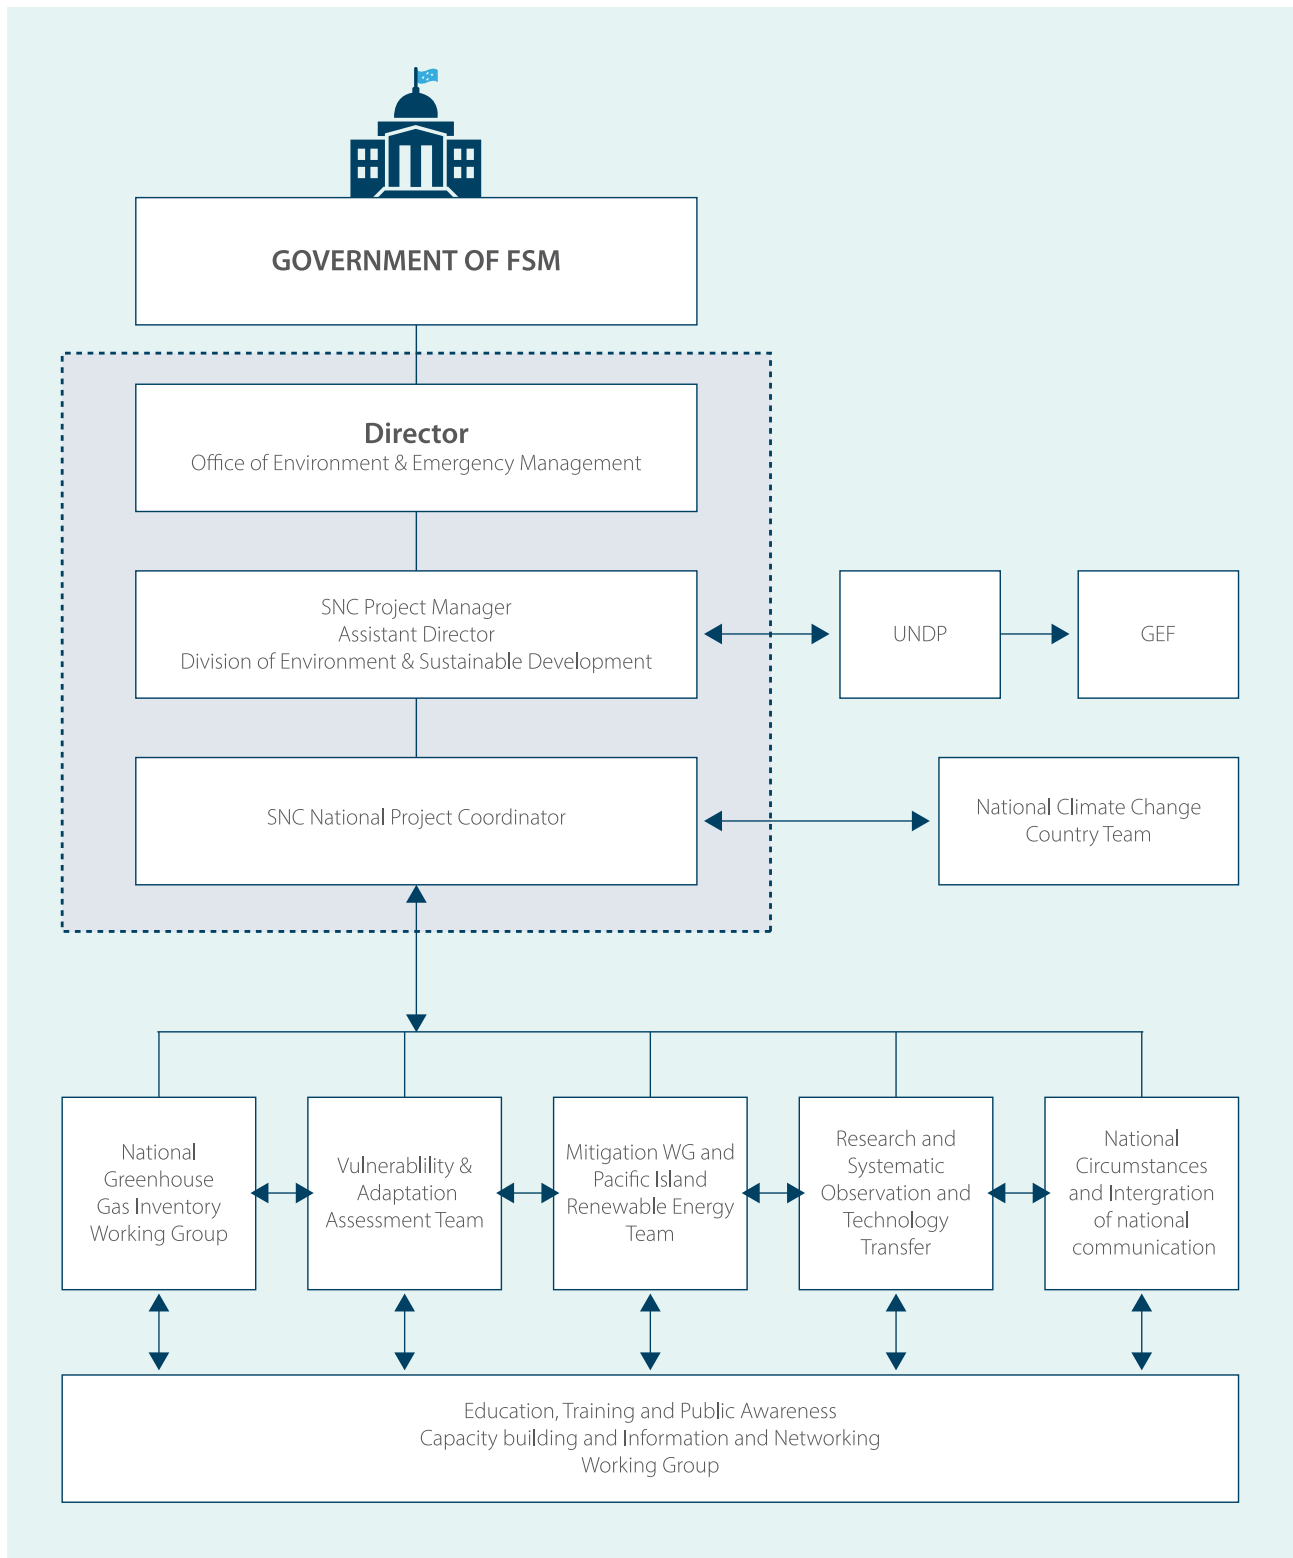 GOVERNMENT OF FSM
Director
Office of Environment & Emergency Management
SNC Project Manager
Assistant Director
Division of Environment & Sustainable Development
UNDP
GEF
SNC National Project Coordinator
National Climate Change
Country Team
National
Greenhouse
Gas Inventory
Working Group
Vulnerablility &
Adaptation
Assessment Team
Mitigation WG and
Pacific Island
Renewable Energy
Team
Research and
Systematic
Observation and
Technology
Transfer
National
Circumstances
and Intergration
of national
communication
Education, Training and Public Awareness
Capacity building and Information and Networking
Working Group